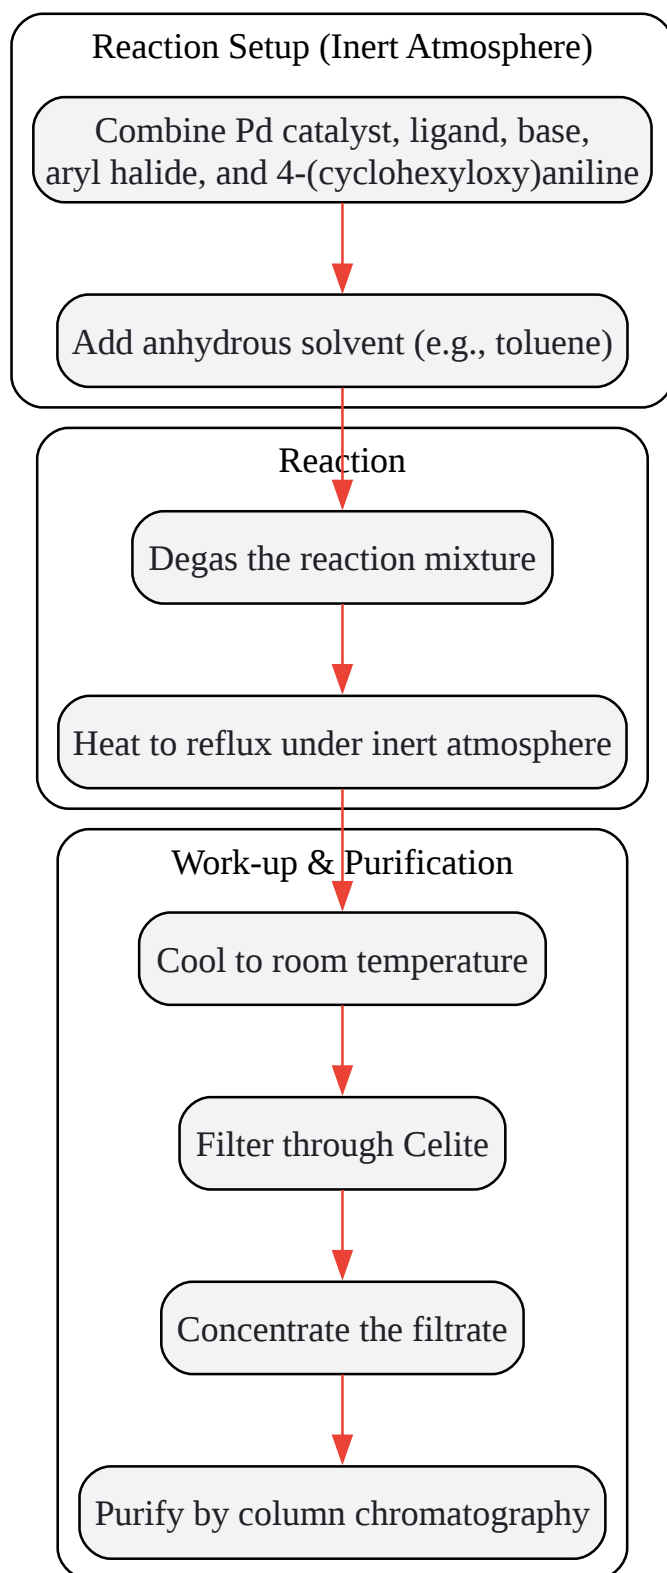 Reaction Setup (Inert Atmosphere)
Combine Pd catalyst, ligand, base,
aryl halide, and 4-(cyclohexyloxy)aniline
Add anhydrous solvent (e.g., toluene)
Reaction
Degas the reaction mixture
Heat to reflux under inert atmosphere
Work-up & Purification
Cool to room temperature
Filter through Celite
Concentrate the filtrate
Purify by column chromatography